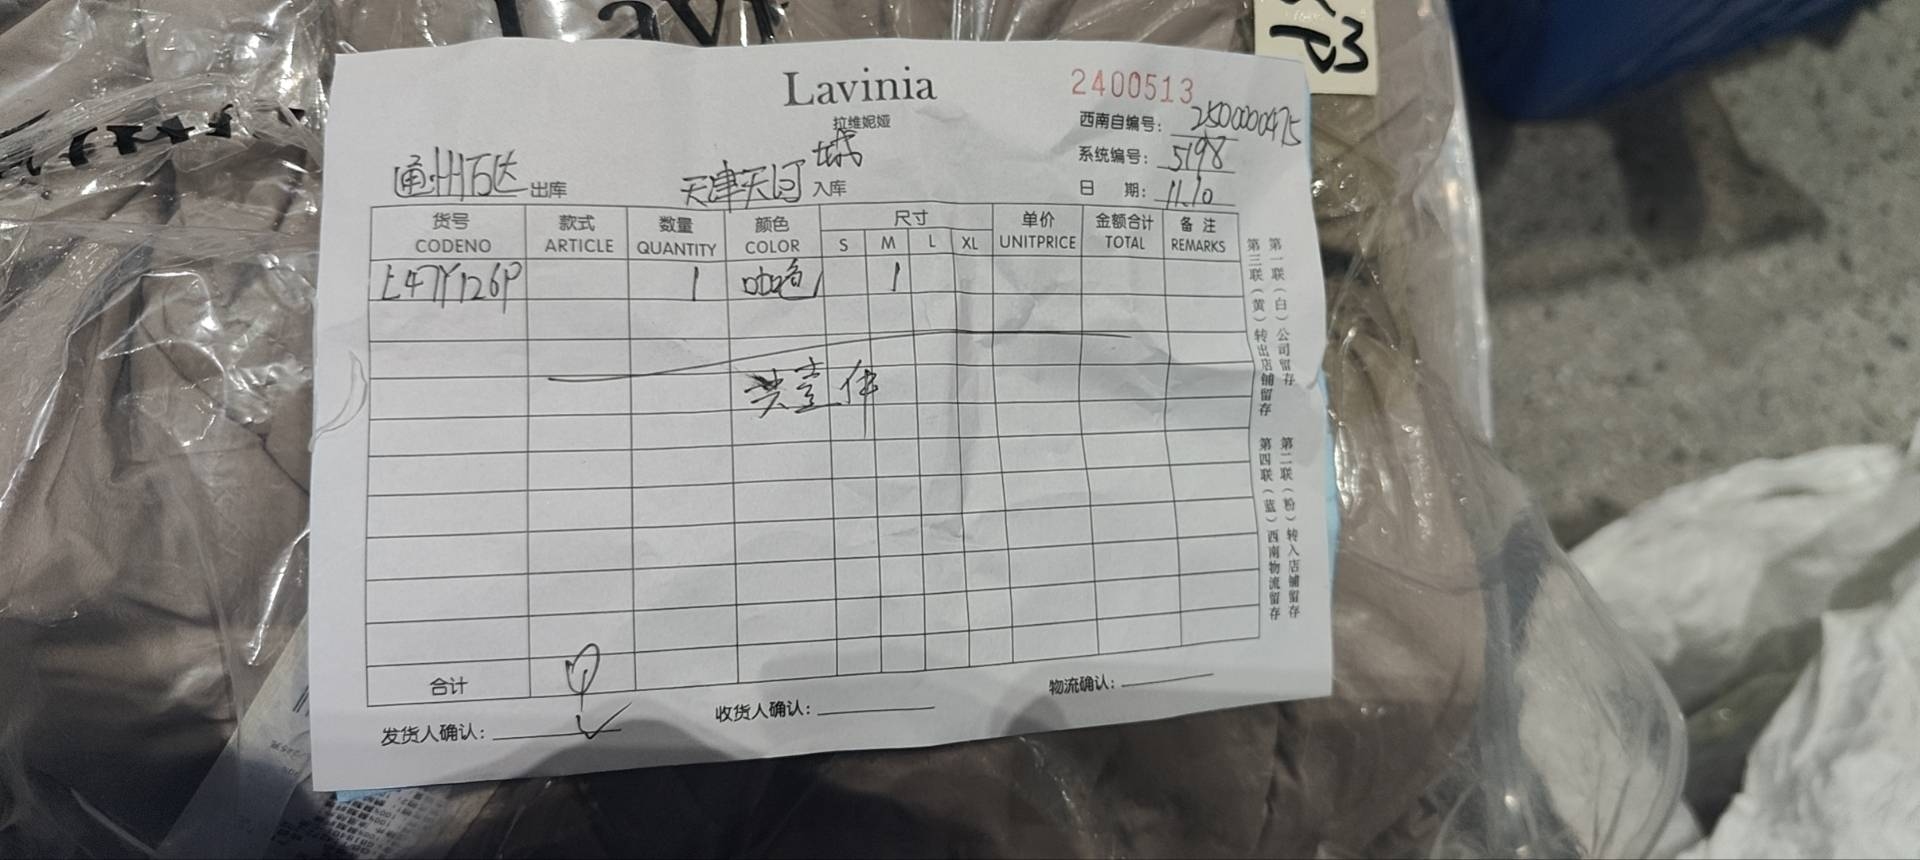 Lavinia
拉维妮娅
2400513
西南自编号: 2500000475
系统编号: 5198
日 期: 11.10
通州万达 出库 天津天河城 入库
货号 款式 数量 颜色 尺寸 单价 金额合计 备注
CODENO ARTICLE QUANTITY COLOR S M L XL UNITPRICE TOTAL REMARKS
L47Y126P 1 咖色 1
共壹件
合计
发货人确认: 收货人确认: 物流确认:
第一联(白)公司留存
第三联(黄)转出店铺留存
第二联(粉)转入店铺留存
第四联(蓝)西南物流留存